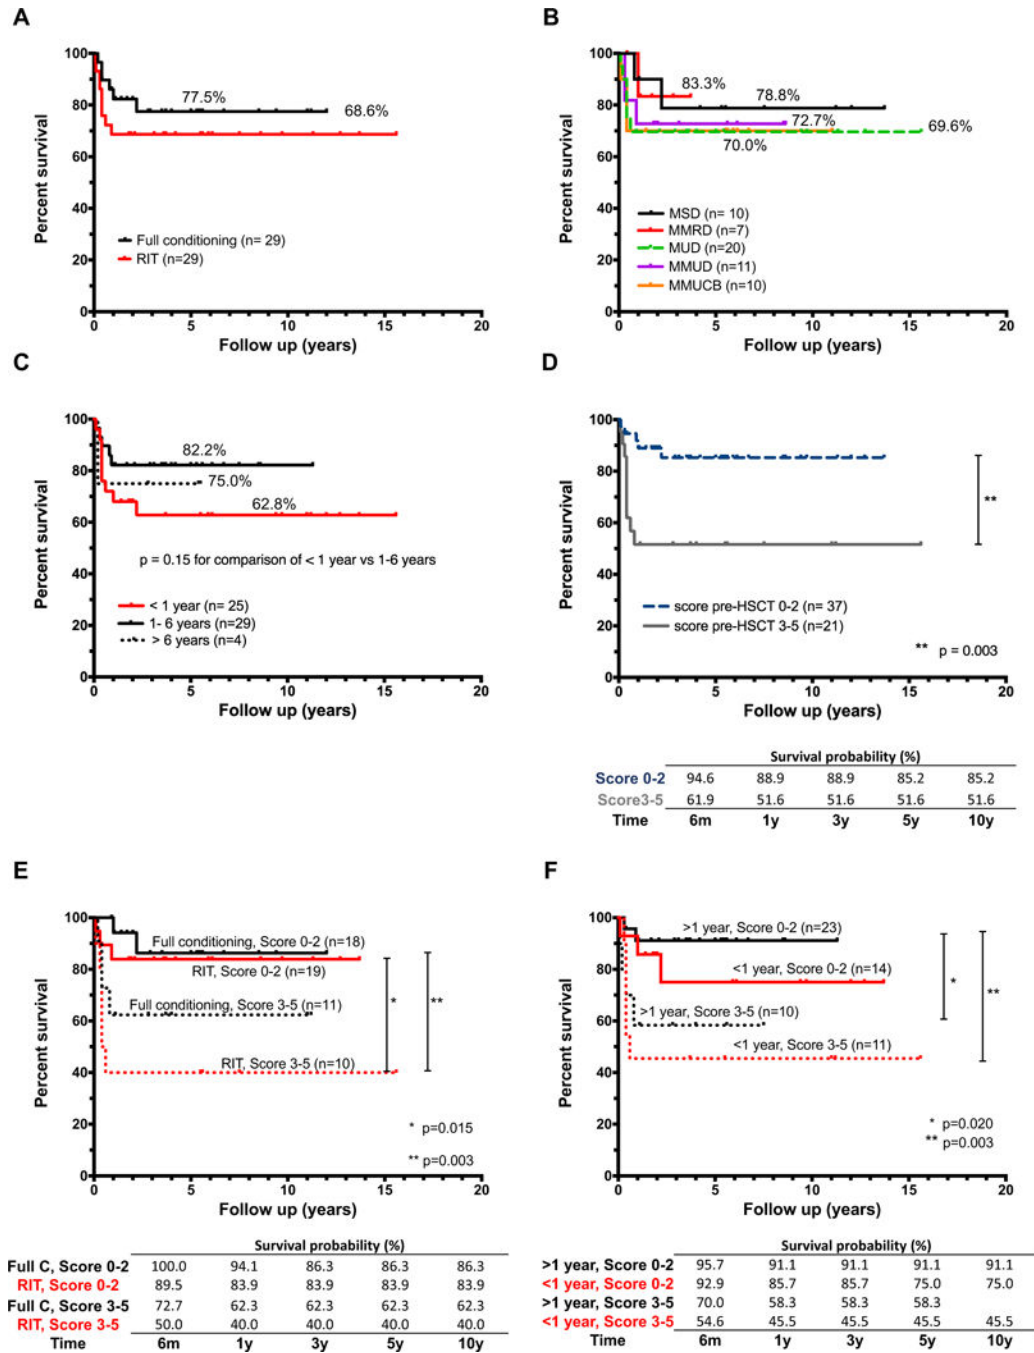 A
Percent survival
100
80
60
40
20
0
77.5%
68.6%
Full conditioning (n= 29)
RIT (n=29)
0 5 10 15 20
Follow up (years)
B
Percent survival
100
80
60
40
20
0
83.3%
78.8%
72.7%
69.6%
70.0%
MSD (n= 10)
MMRD (n=7)
MUD (n=20)
MMUD (n=11)
MMUCB (n=10)
0 5 10 15 20
Follow up (years)
C
Percent survival
100
80
60
40
20
0
82.2%
75.0%
62.8%
p = 0.15 for comparison of < 1 year vs 1-6 years
< 1 year (n= 25)
1- 6 years (n=29)
> 6 years (n=4)
0 5 10 15 20
Follow up (years)
D
Percent survival
100
80
60
40
20
0
**
score pre-HSCT 0-2 (n= 37)
score pre-HSCT 3-5 (n=21)
** p = 0.003
0 5 10 15 20
Follow up (years)
Survival probability (%)
Score 0-2 94.6 88.9 88.9 85.2 85.2
Score3-5 61.9 51.6 51.6 51.6 51.6
Time 6m 1y 3y 5y 10y
E
Percent survival
100
80
60
40
20
0
Full conditioning, Score 0-2 (n=18)
RIT, Score 0-2 (n=19)
Full conditioning, Score 3-5 (n=11)
RIT, Score 3-5 (n=10)
* **
* p=0.015
** p=0.003
0 5 10 15 20
Follow up (years)
Survival probability (%)
Full C, Score 0-2 100.0 94.1 86.3 86.3 86.3
RIT, Score 0-2 89.5 83.9 83.9 83.9 83.9
Full C, Score 3-5 72.7 62.3 62.3 62.3 62.3
RIT, Score 3-5 50.0 40.0 40.0 40.0 40.0
Time 6m 1y 3y 5y 10y
F
Percent survival
100
80
60
40
20
0
>1 year, Score 0-2 (n=23)
<1 year, Score 0-2 (n=14)
>1 year, Score 3-5 (n=10)
<1 year, Score 3-5 (n=11)
* **
* p=0.020
** p=0.003
0 5 10 15 20
Follow up (years)
Survival probability (%)
>1 year, Score 0-2 95.7 91.1 91.1 91.1 91.1
<1 year, Score 0-2 92.9 85.7 85.7 75.0 75.0
>1 year, Score 3-5 70.0 58.3 58.3 58.3
<1 year, Score 3-5 54.6 45.5 45.5 45.5 45.5
Time 6m 1y 3y 5y 10y